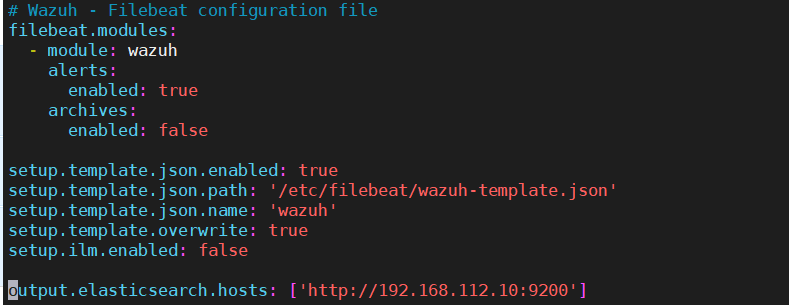 # Wazuh - Filebeat configuration file
filebeat.modules:
  - module: wazuh
    alerts:
      enabled: true
    archives:
      enabled: false
setup.template.json.enabled: true
setup.template.json.path: '/etc/filebeat/wazuh-template.json'
setup.template.json.name: 'wazuh'
setup.template.overwrite: true
setup.ilm.enabled: false
output.elasticsearch.hosts: ['http://192.168.112.10:9200']